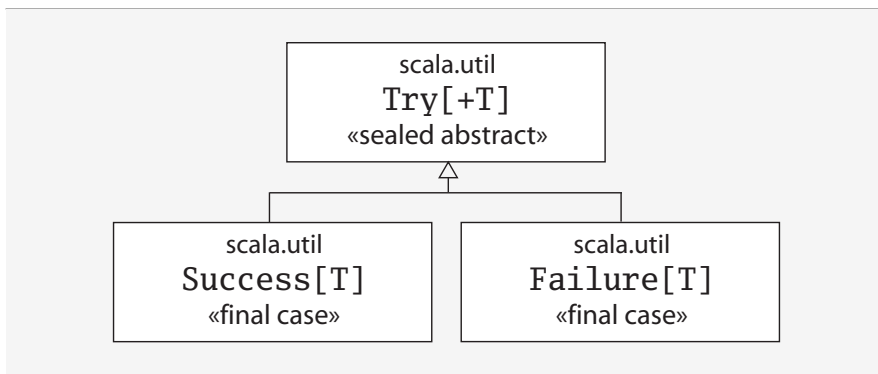 scala.util
Try[+T]
«sealed abstract»
scala.util
Success[T]
«final case»
scala.util
Failure[T]
«final case»